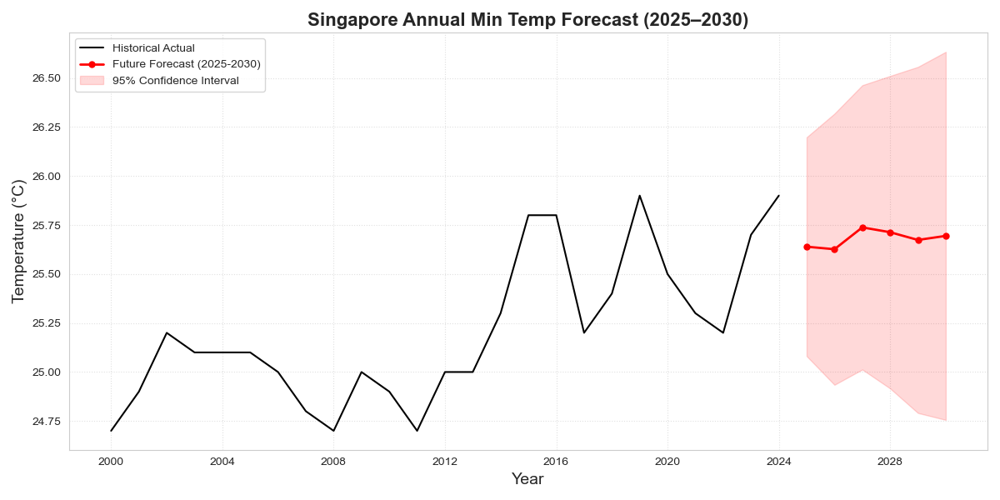 Singapore Annual Min Temp Forecast (2025–2030)
Historical Actual
Future Forecast (2025-2030)
95% Confidence Interval
Temperature (°C)
26.50
26.25
26.00
25.75
25.50
25.25
25.00
24.75
2000 2004 2008 2012 2016 2020 2024 2028
Year